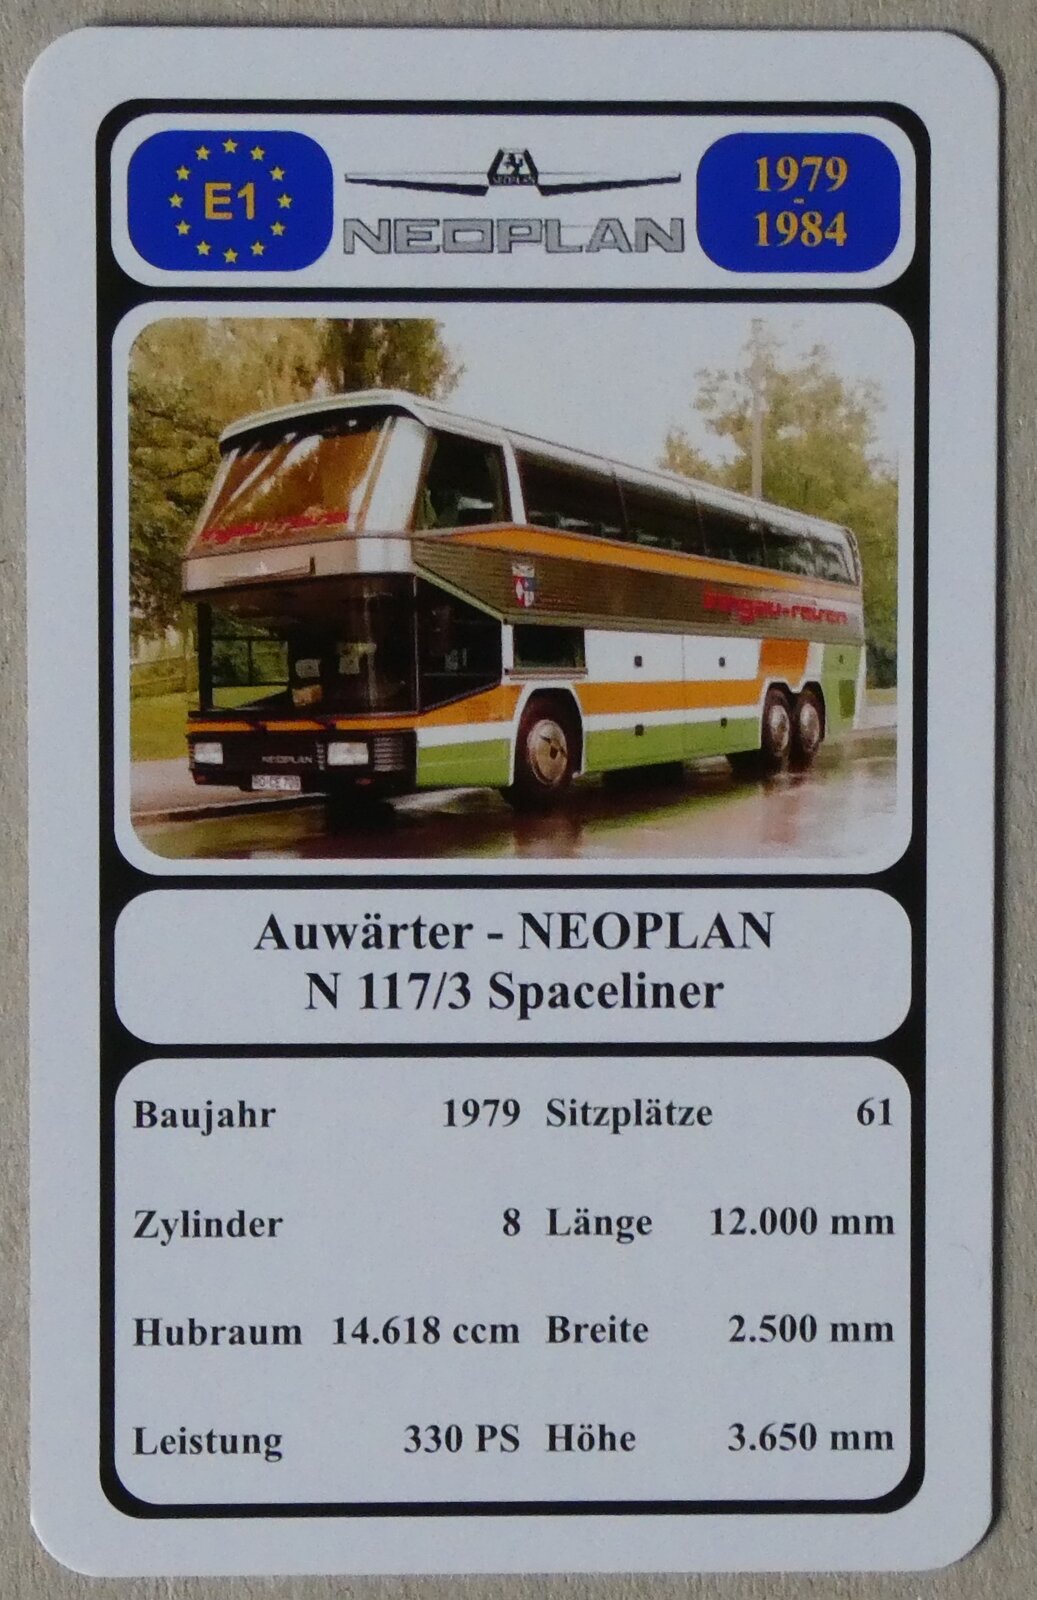 E1
NEOPLAN
NEOPLAN
1979
-
1984
NEOPLAN
Auwärter - NEOPLAN
N 117/3 Spaceliner
Baujahr 1979 Sitzplätze 61
Zylinder 8 Länge 12.000 mm
Hubraum 14.618 ccm Breite 2.500 mm
Leistung 330 PS Höhe 3.650 mm